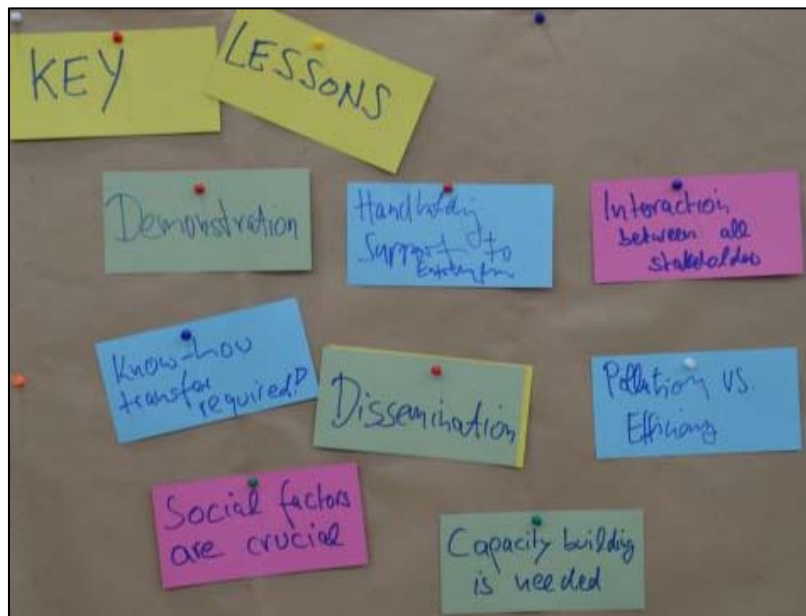 KEY
LESSONS
Demonstration
Handholding
Support to
Interaction
between all
stakeholders
Know-how
transfer
required?
Dissemination
Pollution VS.
Efficiency
Social factors
are crucial
Capacity building
is needed